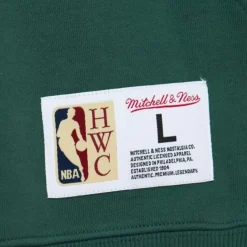 Mitchell & Ness
HWC
NBA
L
MITCHELL & NESS NOSTALGIA CO.
AUTHENTIC LICENSED APPAREL
DESIGNED IN PHILADELPHIA, PA.
ESTABLISHED 1904
AUTHENTIC. PREMIUM. LEGENDARY.